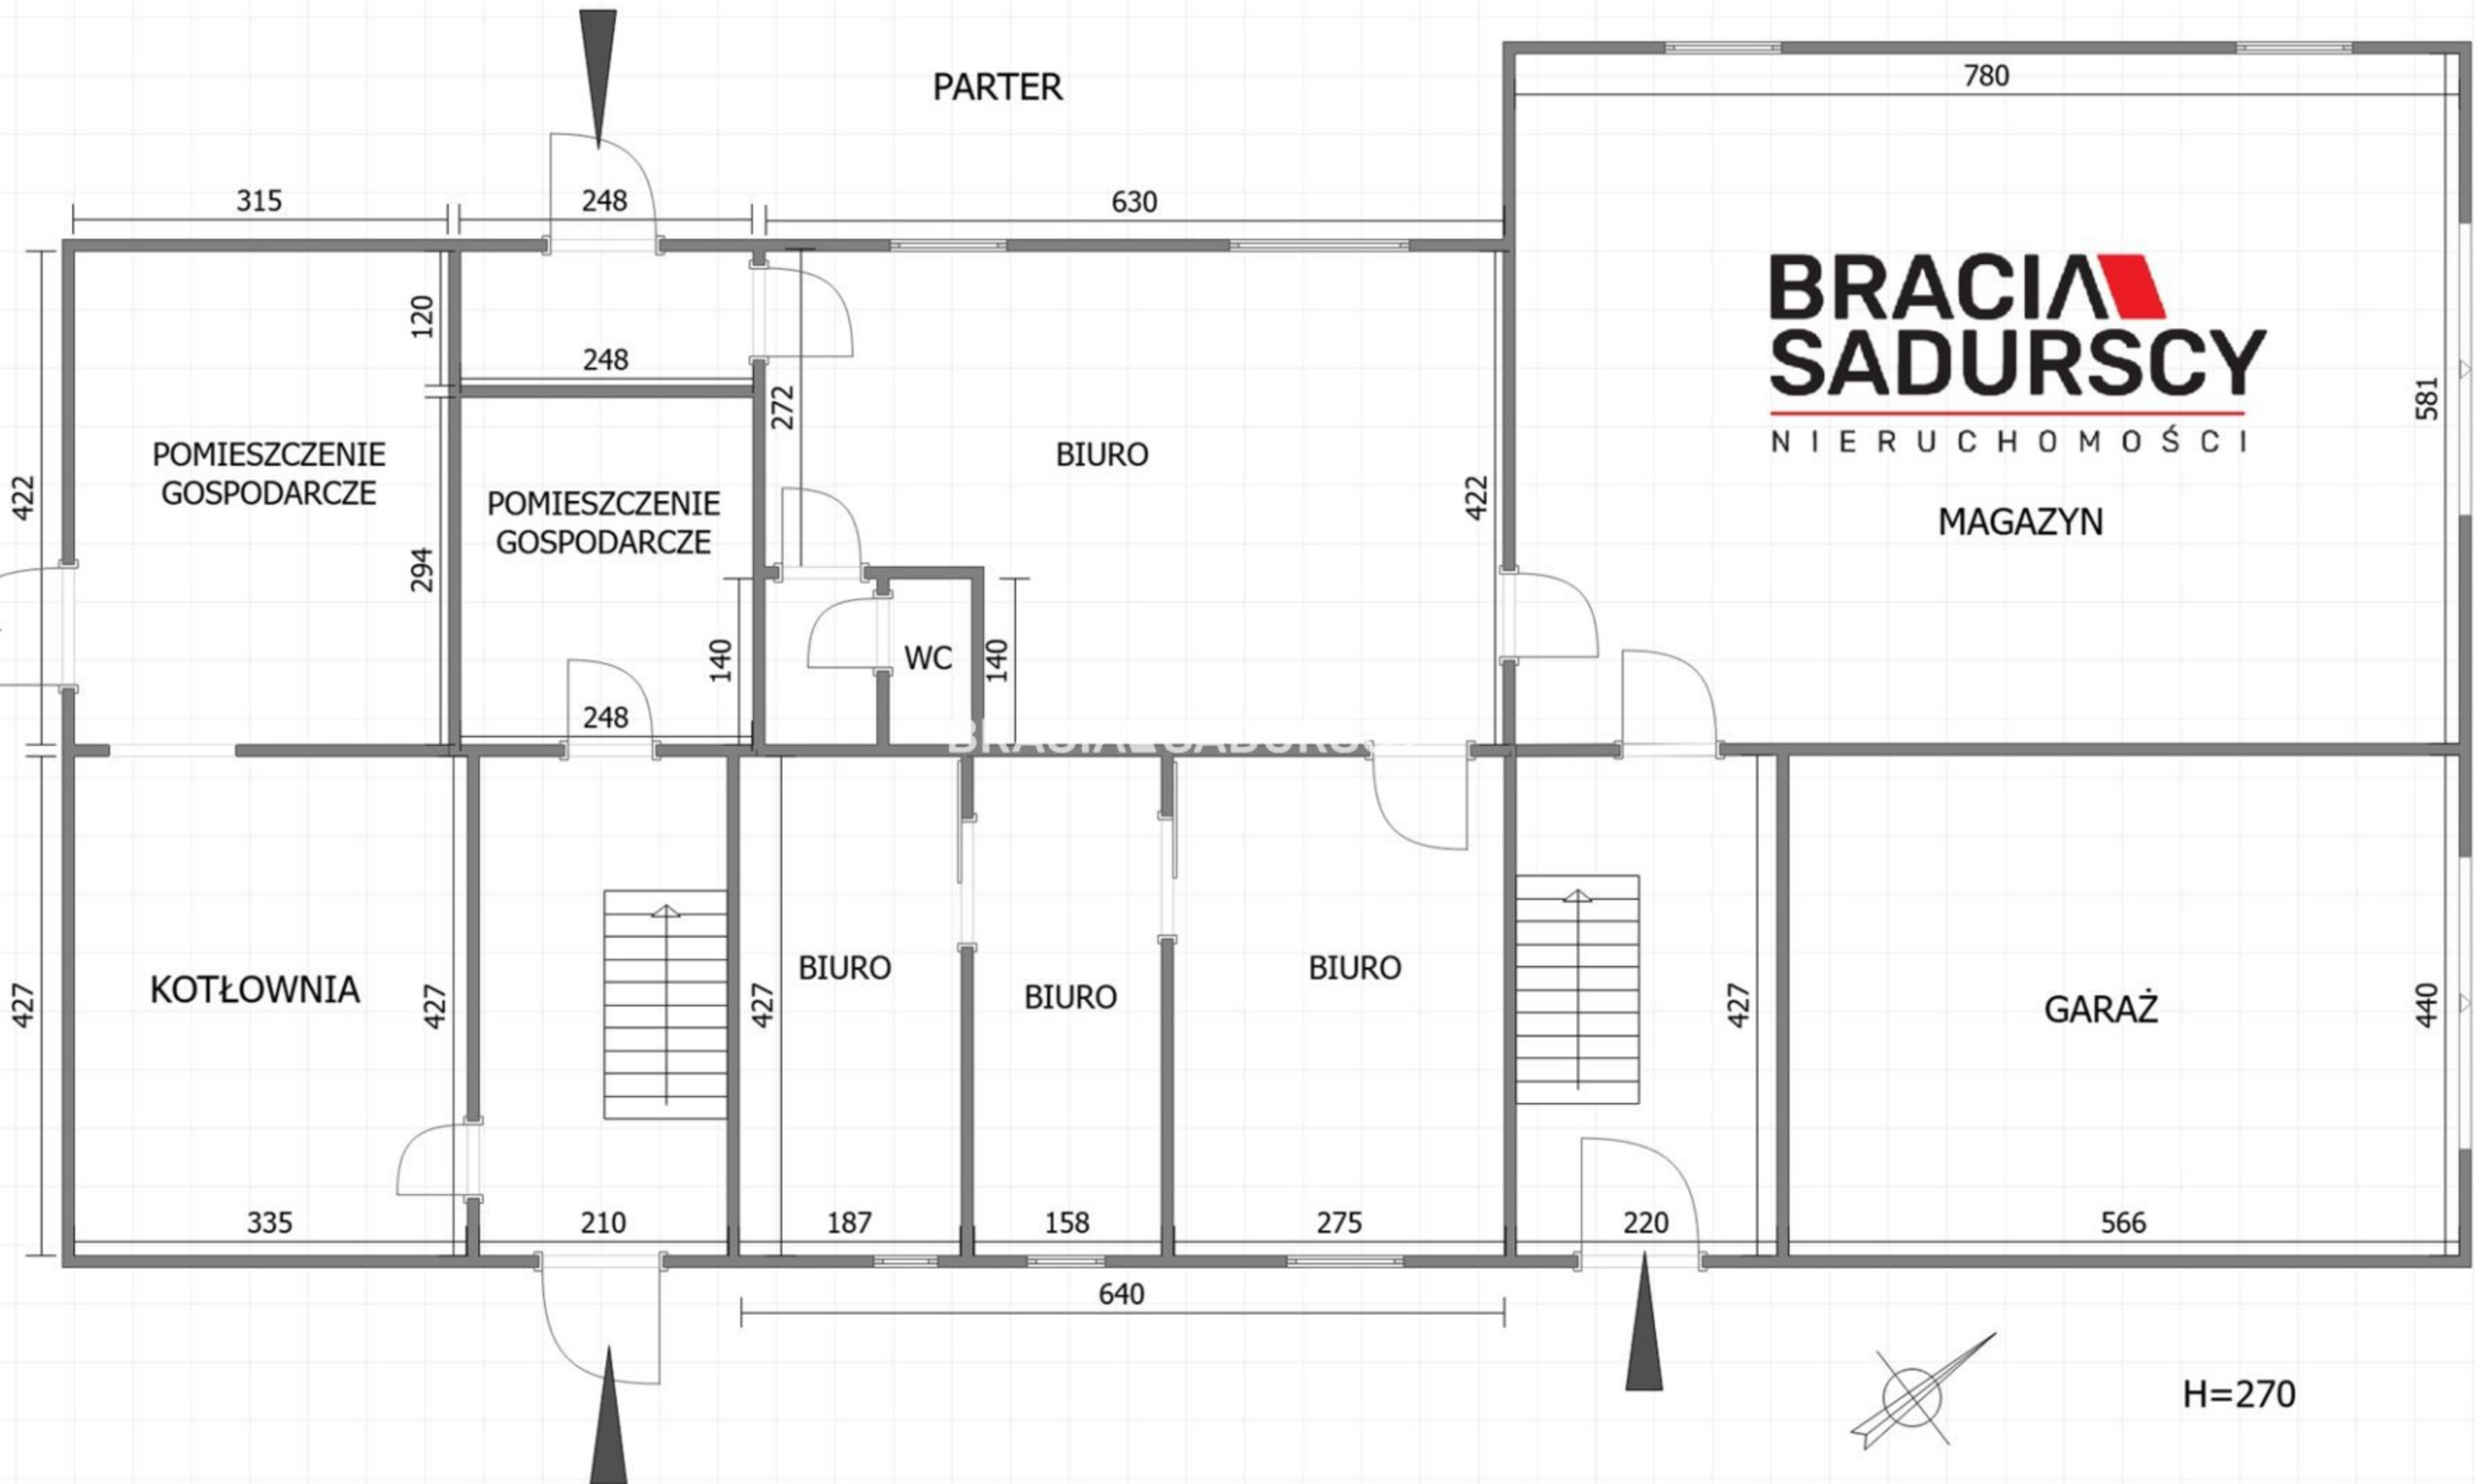 PARTER
780
315
248
630
120
248
272
BRACIA
SADURSCY
NIERUCHOMOŚCI
581
POMIESZCZENIE
GOSPODARCZE
BIURO
422
422
POMIESZCZENIE
GOSPODARCZE
MAGAZYN
294
140
WC
140
248
BRACIA SADURSCY
KOTŁOWNIA
BIURO
BIURO
BIURO
GARAŻ
427
427
427
427
440
335
210
187
158
275
220
566
640
H=270